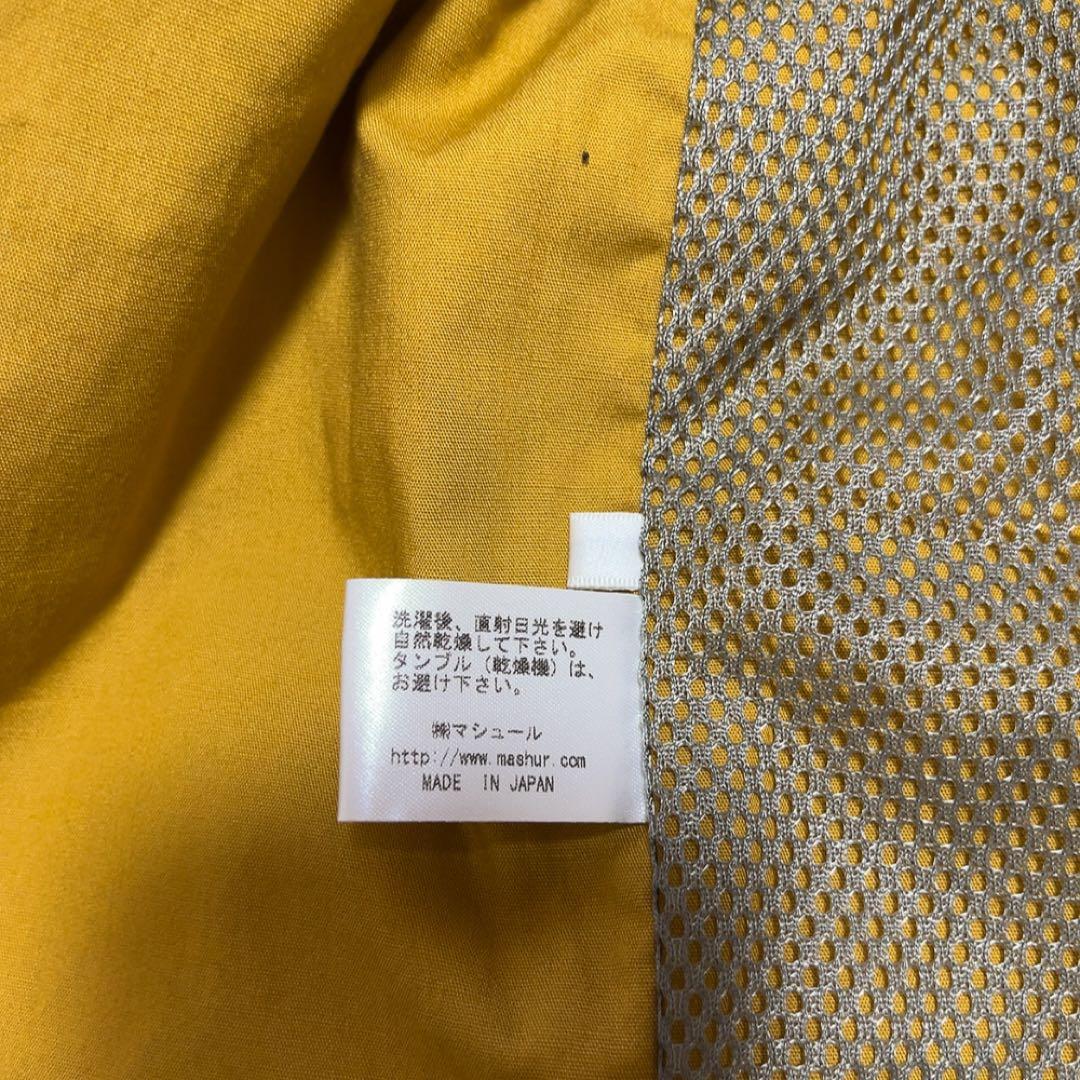 洗濯後、直射日光を避け
自然乾燥して下さい。
タンブル（乾燥機）は、
お避け下さい。
㈱マシュール
http://www.mashur.com
MADE IN JAPAN